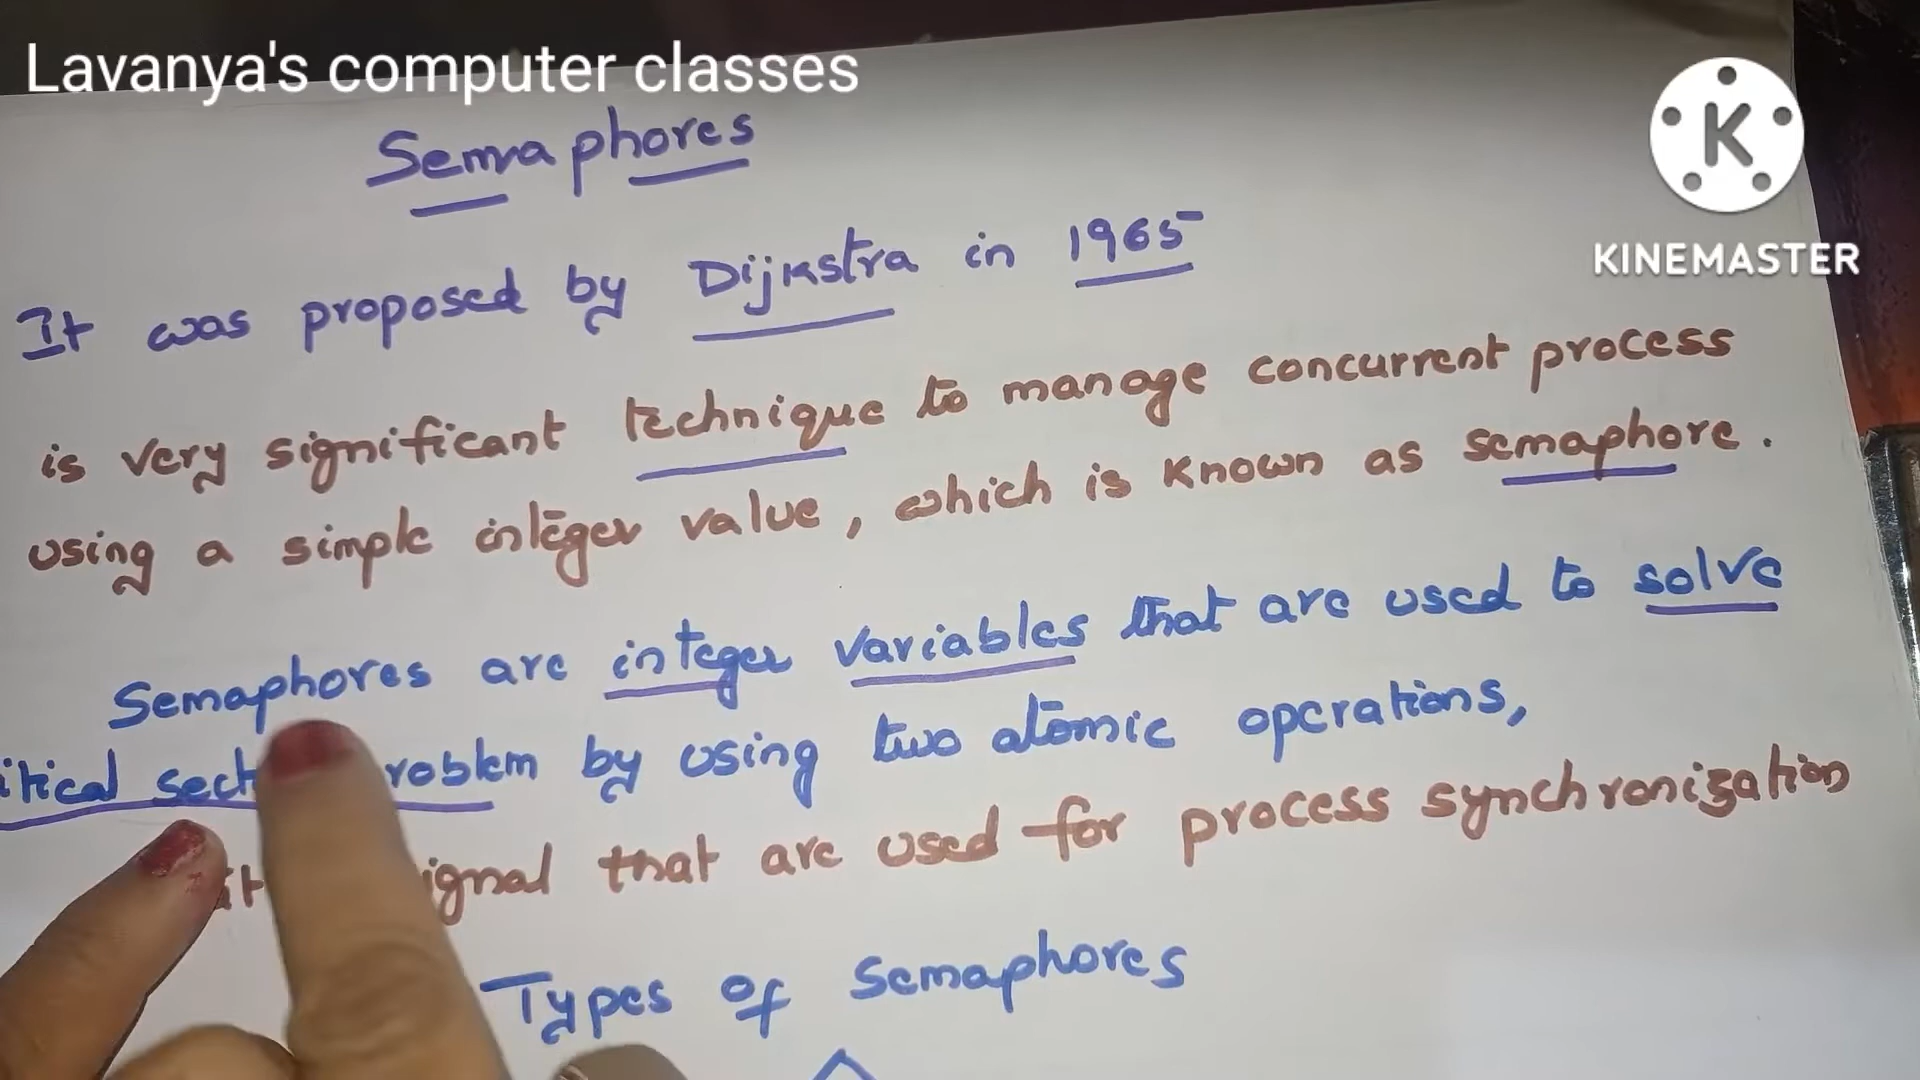 Lavanya's computer classes
K
KINEMASTER
Semaphores
It was proposed by Dijkstra in 1965
is very significant technique to manage concurrent process
using a simple integer value, which is known as semaphore.
Semaphores are integer variables that are used to solve
itical sect roblem by using two atomic operations,
ignal that are used for process synchronization
Types of Semaphores